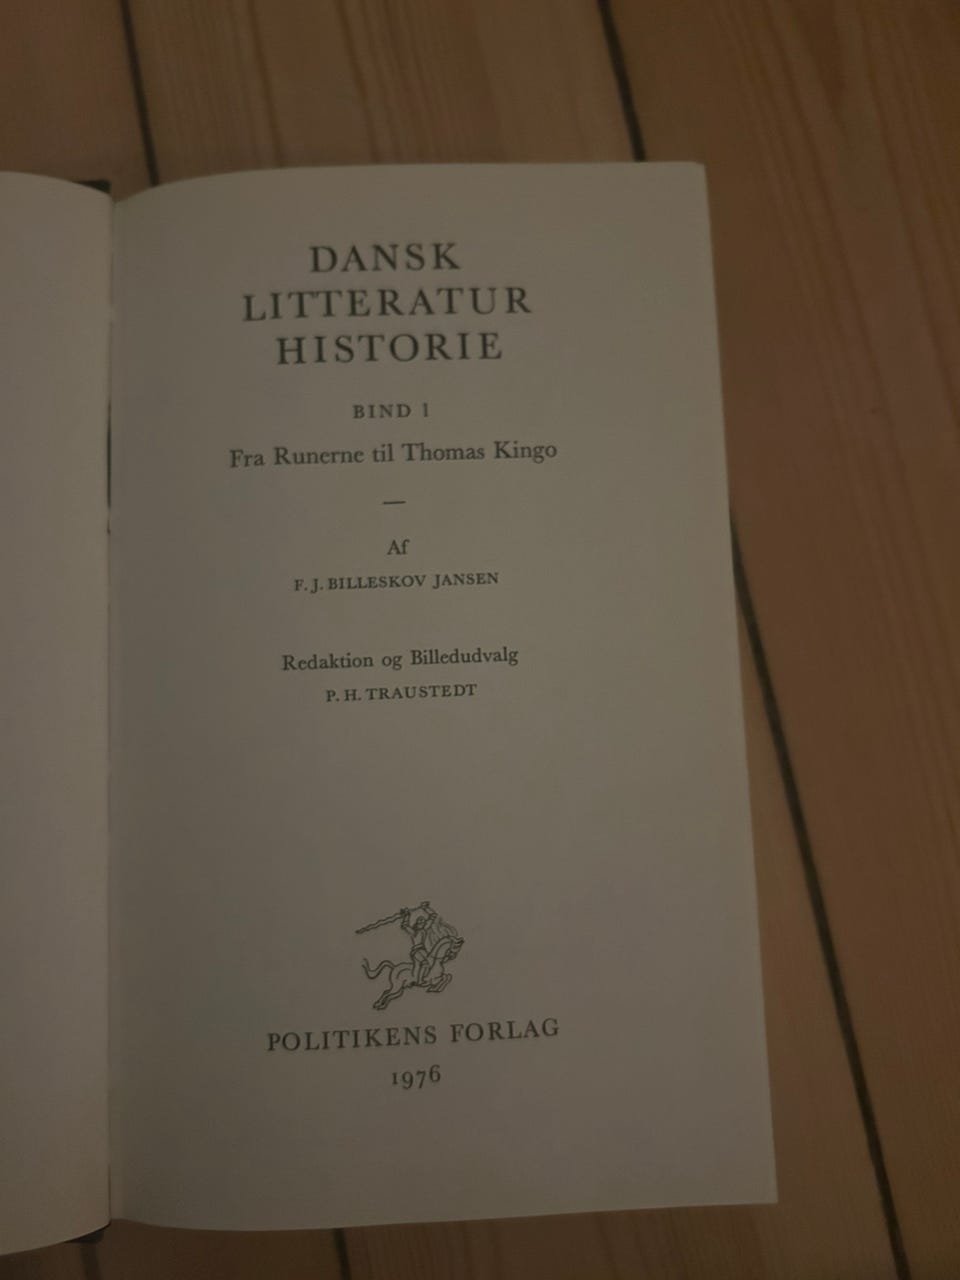 DANSK
LITTERATUR
HISTORIE
BIND 1
Fra Runerne til Thomas Kingo
—
Af
F. J. BILLESKOV JANSEN
Redaktion og Billedudvalg
P. H. TRAUSTEDT
POLITIKENS FORLAG
1976